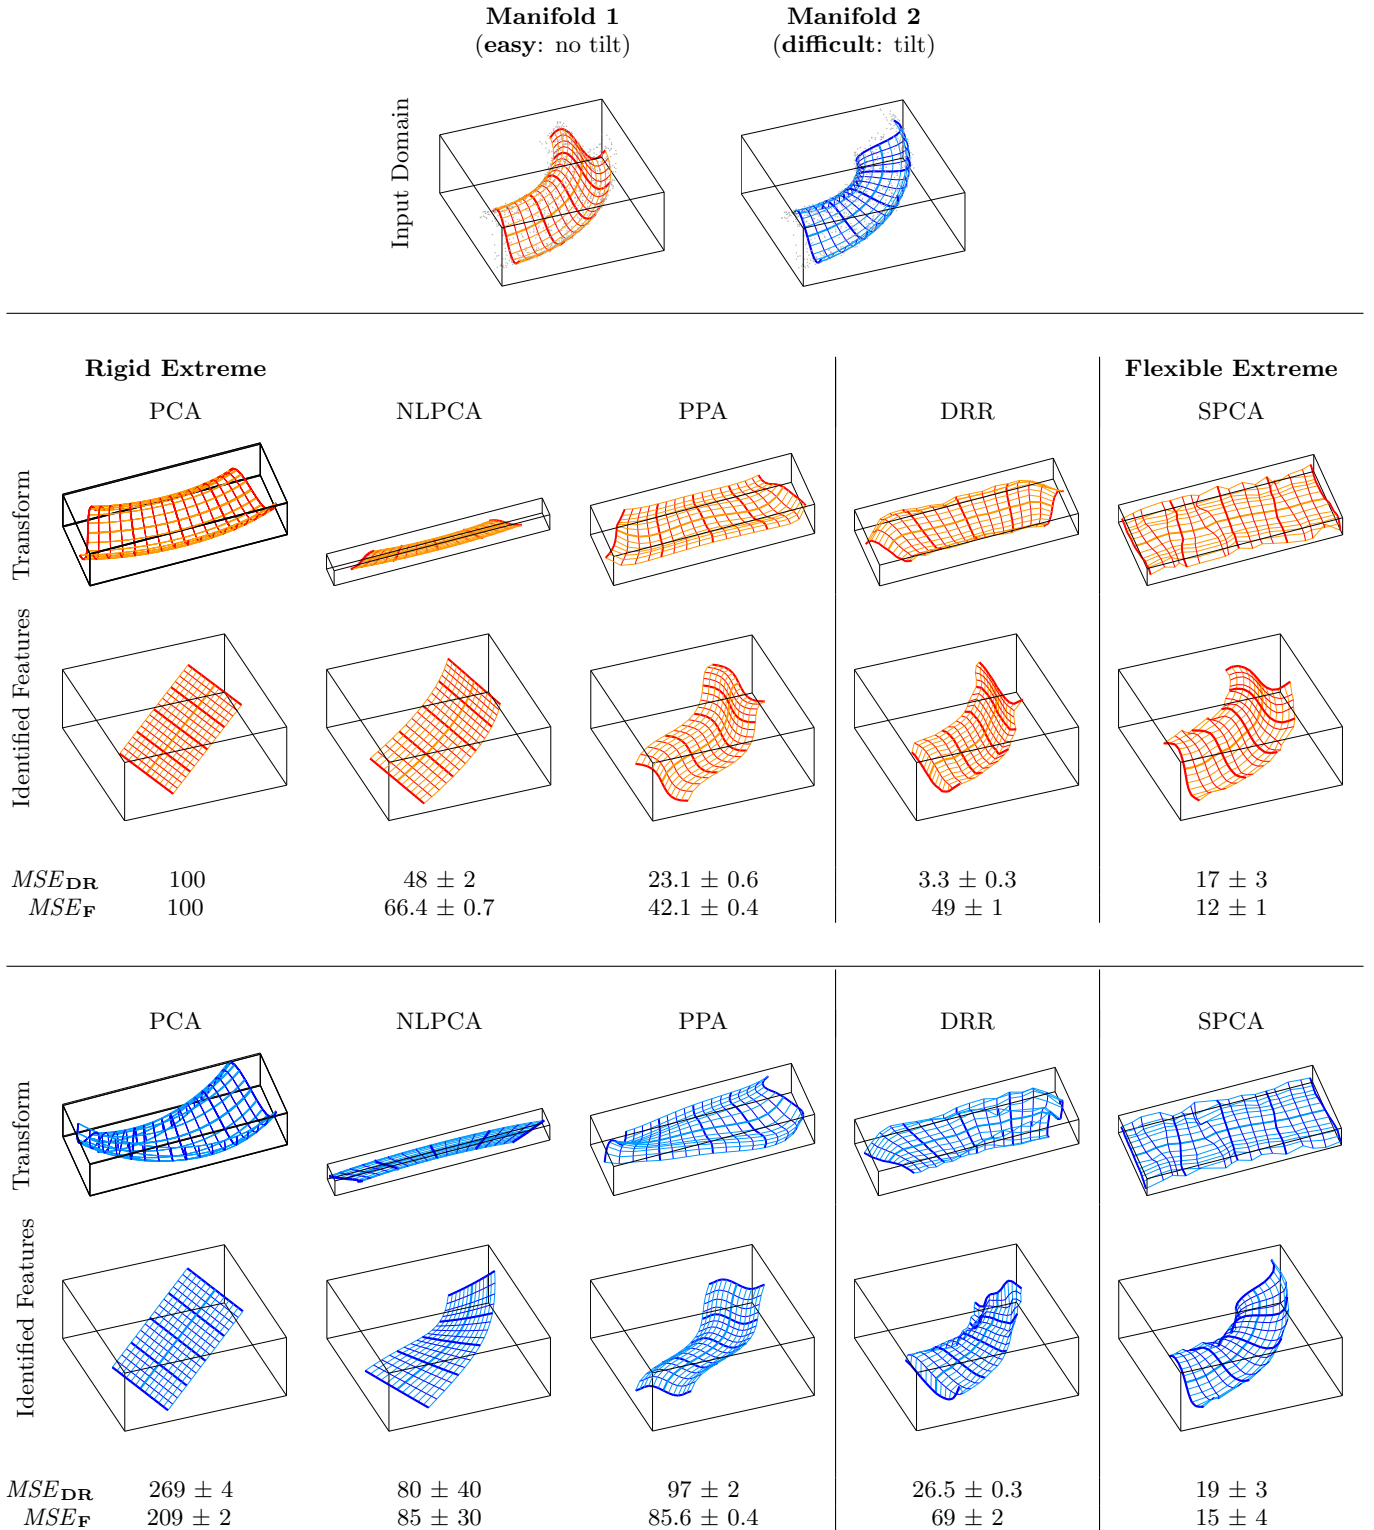 Manifold 1 Manifold 2
(easy: no tilt) (difficult: tilt)
Input Domain
Rigid Extreme Flexible Extreme
PCA NLPCA PPA DRR SPCA
Transform
Identified Features
MSE_DR 100 48 ± 2 23.1 ± 0.6 3.3 ± 0.3 17 ± 3
MSE_F 100 66.4 ± 0.7 42.1 ± 0.4 49 ± 1 12 ± 1
PCA NLPCA PPA DRR SPCA
Transform
Identified Features
MSE_DR 269 ± 4 80 ± 40 97 ± 2 26.5 ± 0.3 19 ± 3
MSE_F 209 ± 2 85 ± 30 85.6 ± 0.4 69 ± 2 15 ± 4